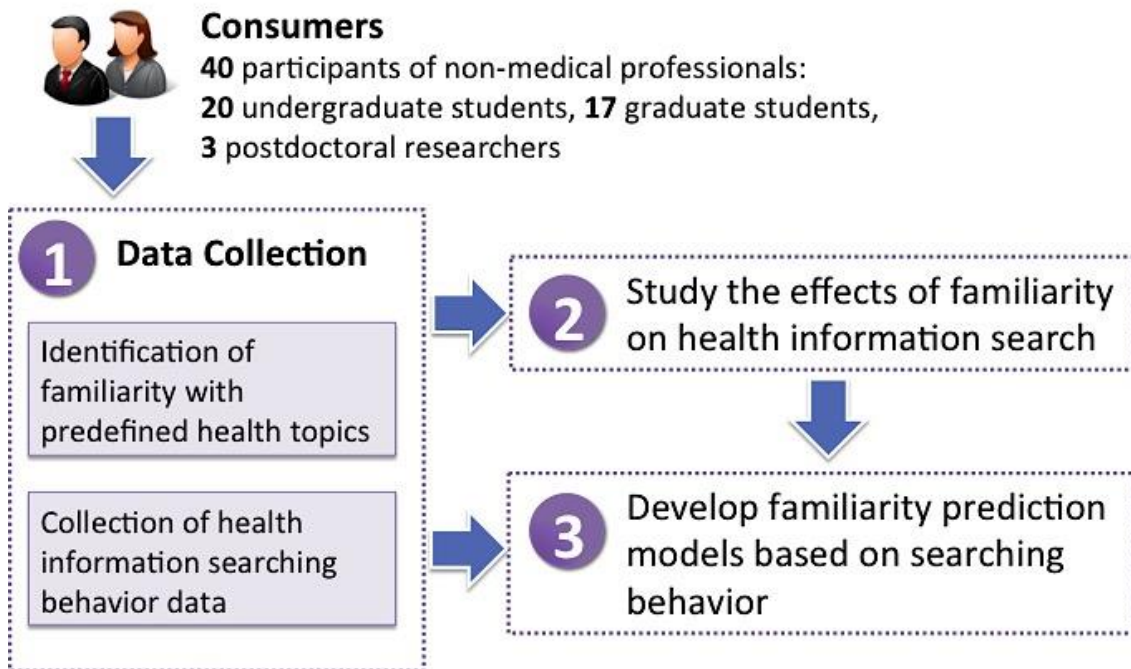 Consumers
40 participants of non-medical professionals:
20 undergraduate students, 17 graduate students,
3 postdoctoral researchers
1 Data Collection
Identification of
familiarity with
predefined health topics
Collection of health
information searching
behavior data
2 Study the effects of familiarity
on health information search
3 Develop familiarity prediction
models based on searching
behavior